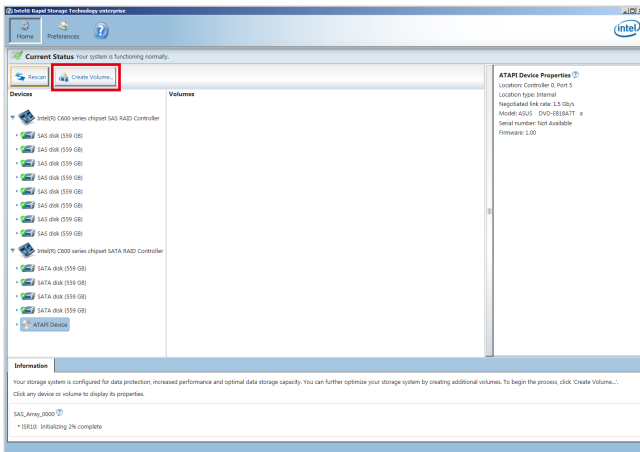 Intel® Rapid Storage Technology enterprise
Home
Preferences
intel
Current Status Your system is functioning normally.
Rescan
Create Volume...
Devices
Volumes
Intel(R) C600 series chipset SAS RAID Controller
SAS disk (559 GB)
SAS disk (559 GB)
SAS disk (559 GB)
SAS disk (559 GB)
SAS disk (559 GB)
SAS disk (559 GB)
SAS disk (559 GB)
SAS disk (559 GB)
Intel(R) C600 series chipset SATA RAID Controller
SATA disk (559 GB)
SATA disk (559 GB)
SATA disk (559 GB)
SATA disk (559 GB)
ATAPI Device
ATAPI Device Properties ?
Location: Controller 0, Port 5
Location type: Internal
Negotiated link rate: 1.5 Gb/s
Model: ASUS DVD-E818A7T a
Serial number: Not Available
Firmware: 1.00
Information
Your storage system is configured for data protection, increased performance and optimal data storage capacity. You can further optimize your storage system by creating additional volumes. To begin the process, click 'Create Volume...'.
Click any device or volume to display its properties.
SAS_Array_0000 ?
• ISR10: Initializing 2% complete